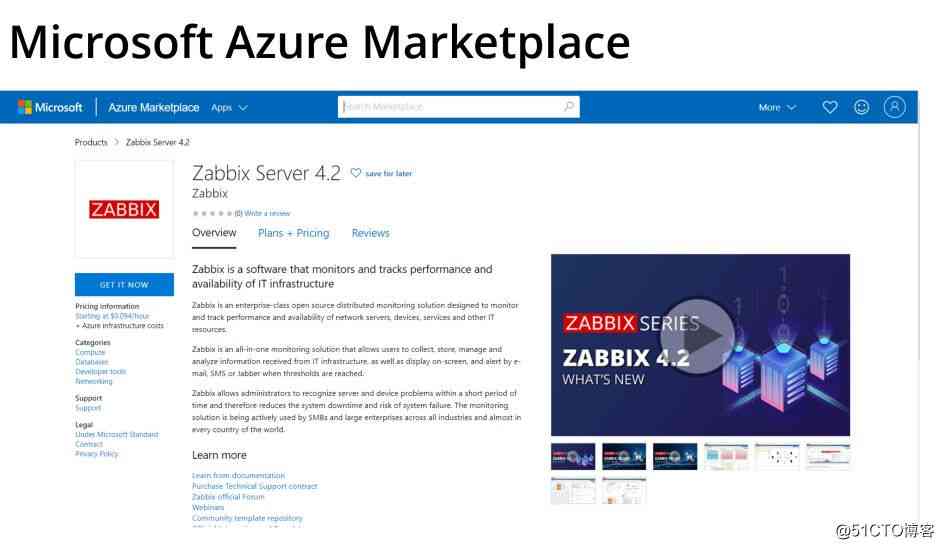 Microsoft Azure Marketplace
Microsoft
Azure Marketplace
Apps
Search Marketplace
More
Products > Zabbix Server 4.2
ZABBIX
Zabbix Server 4.2
save for later
Zabbix
(0) Write a review
Overview
Plans + Pricing
Reviews
GET IT NOW
Pricing information
Starting at $0.094/hour
+ Azure infrastructure costs
Categories
Compute
Databases
Developer tools
Networking
Support
Support
Legal
Under Microsoft Standard
Contract
Privacy Policy
Zabbix is a software that monitors and tracks performance and
availability of IT infrastructure
Zabbix is an enterprise-class open source distributed monitoring solution designed to monitor
and track performance and availability of network servers, devices, services and other IT
resources.
Zabbix is an all-in-one monitoring solution that allows users to collect, store, manage and
analyze information received from IT infrastructure, as well as display on-screen, and alert by e-
mail, SMS or Jabber when thresholds are reached.
Zabbix allows administrators to recognize server and device problems within a short period of
time and therefore reduces the system downtime and risk of system failure. The monitoring
solution is being actively used by SMBs and large enterprises across all industries and almost in
every country of the world.
Learn more
Learn from documentation
Purchase Technical Support contract
Zabbix official Forum
Webinars
Community template repository
ZABBIX SERIES
ZABBIX 4.2
WHAT'S NEW
@51CTO博客